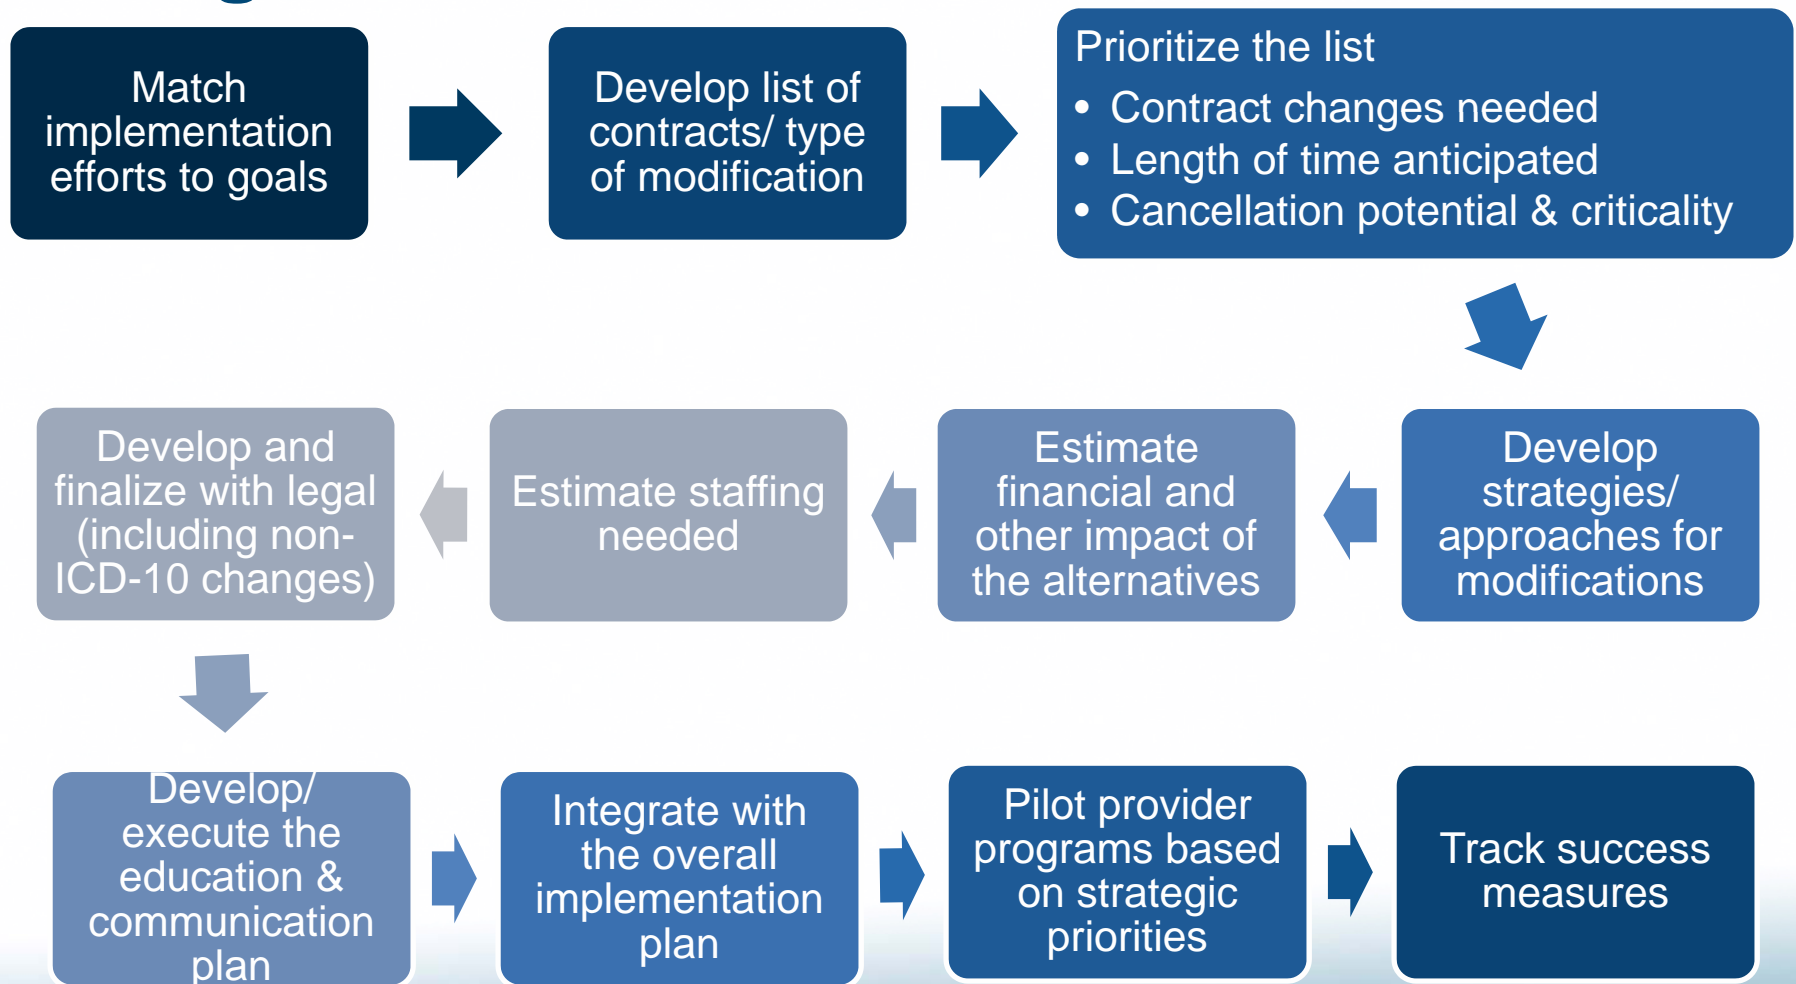 Match
implementation
efforts to goals
Develop list of
contracts/ type
of modification
Prioritize the list
• Contract changes needed
• Length of time anticipated
• Cancellation potential & criticality
Develop
strategies/
approaches for
modifications
Estimate
financial and
other impact of
the alternatives
Estimate staffing
needed
Develop and
finalize with legal
(including non-
ICD-10 changes)
Develop/
execute the
education &
communication
plan
Integrate with
the overall
implementation
plan
Pilot provider
programs based
on strategic
priorities
Track success
measures